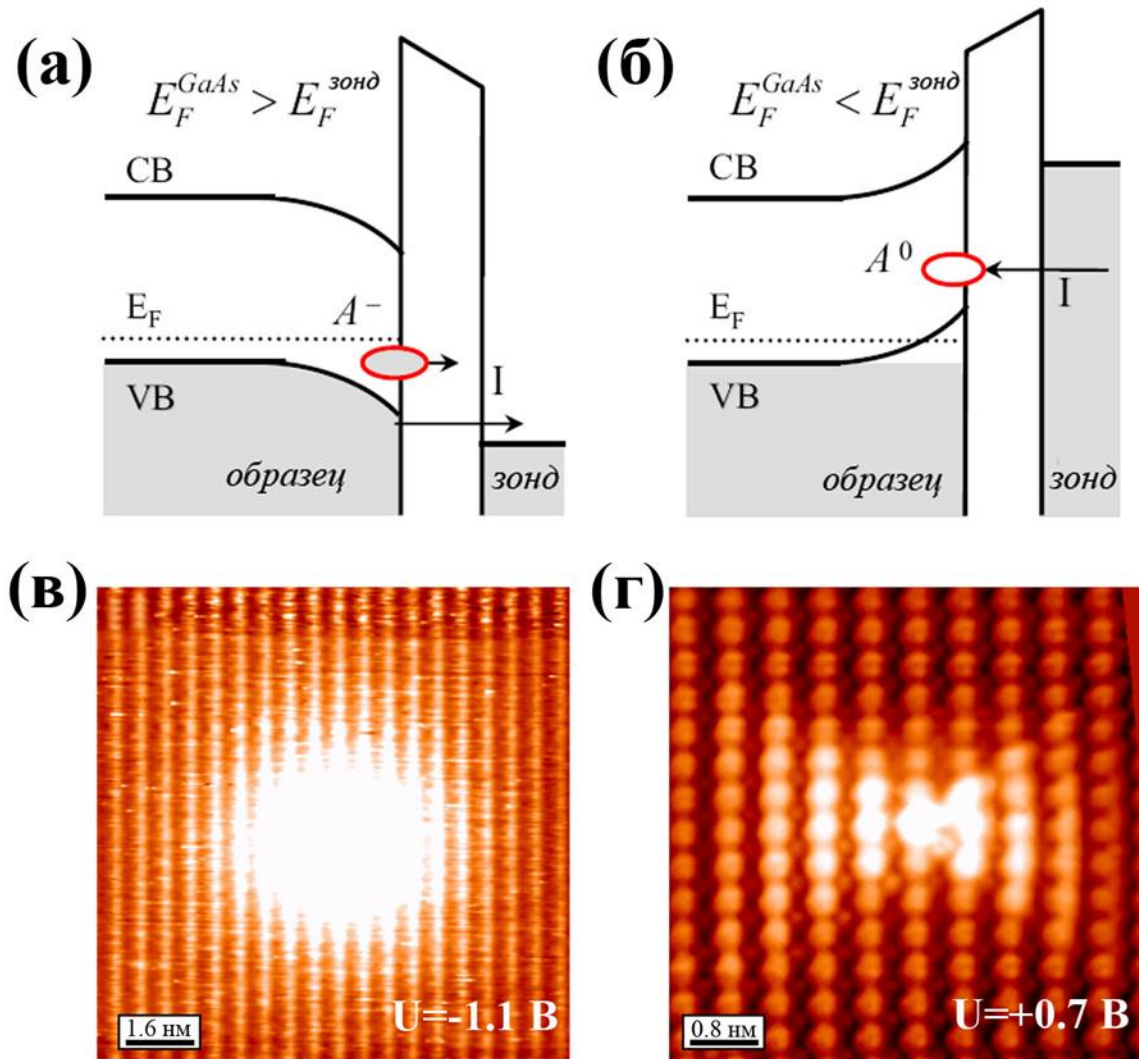 (а)
E_F^{GaAs} > E_F^{зонд}
CB
E_F
A^-
VB
I
образец
зонд
(б)
E_F^{GaAs} < E_F^{зонд}
CB
A^0
I
E_F
VB
образец
зонд
(в)
1.6 нм
U=-1.1 В
(г)
0.8 нм
U=+0.7 В